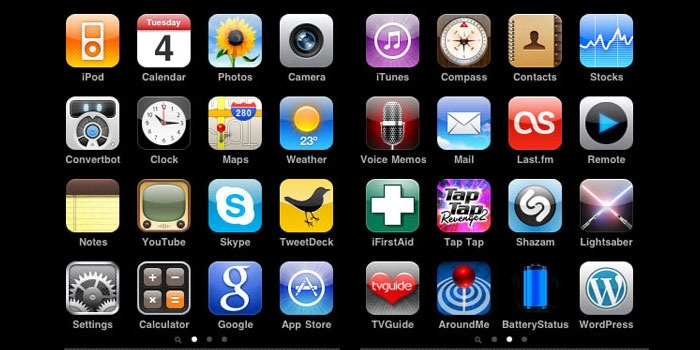 Tuesday
4
iPod Calendar Photos Camera iTunes Compass Contacts Stocks
280
23°
as
Convertbot Clock Maps Weather Voice Memos Mail Last.fm Remote
S
Tap
Tap
Revenge2
Notes YouTube Skype TweetDeck iFirstAid Tap Tap Shazam Lightsaber
g
tvguide
W
Settings Calculator Google App Store TVGuide AroundMe BatteryStatus WordPress